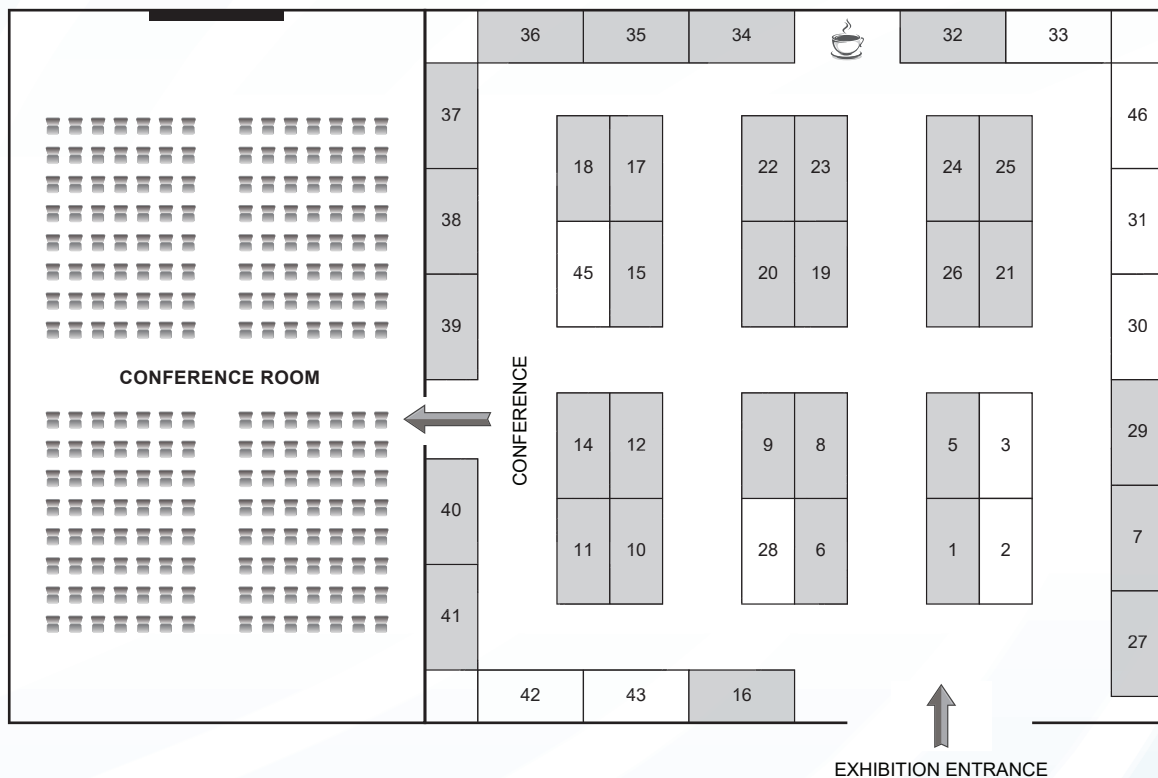 36 35 34 32 33
37 46
18 17 22 23 24 25
38 31
45 15 20 19 26 21
39 30
CONFERENCE ROOM
CONFERENCE
14 12 9 8 5 3 29
40 7
11 10 28 6 1 2
41 27
42 43 16
EXHIBITION ENTRANCE